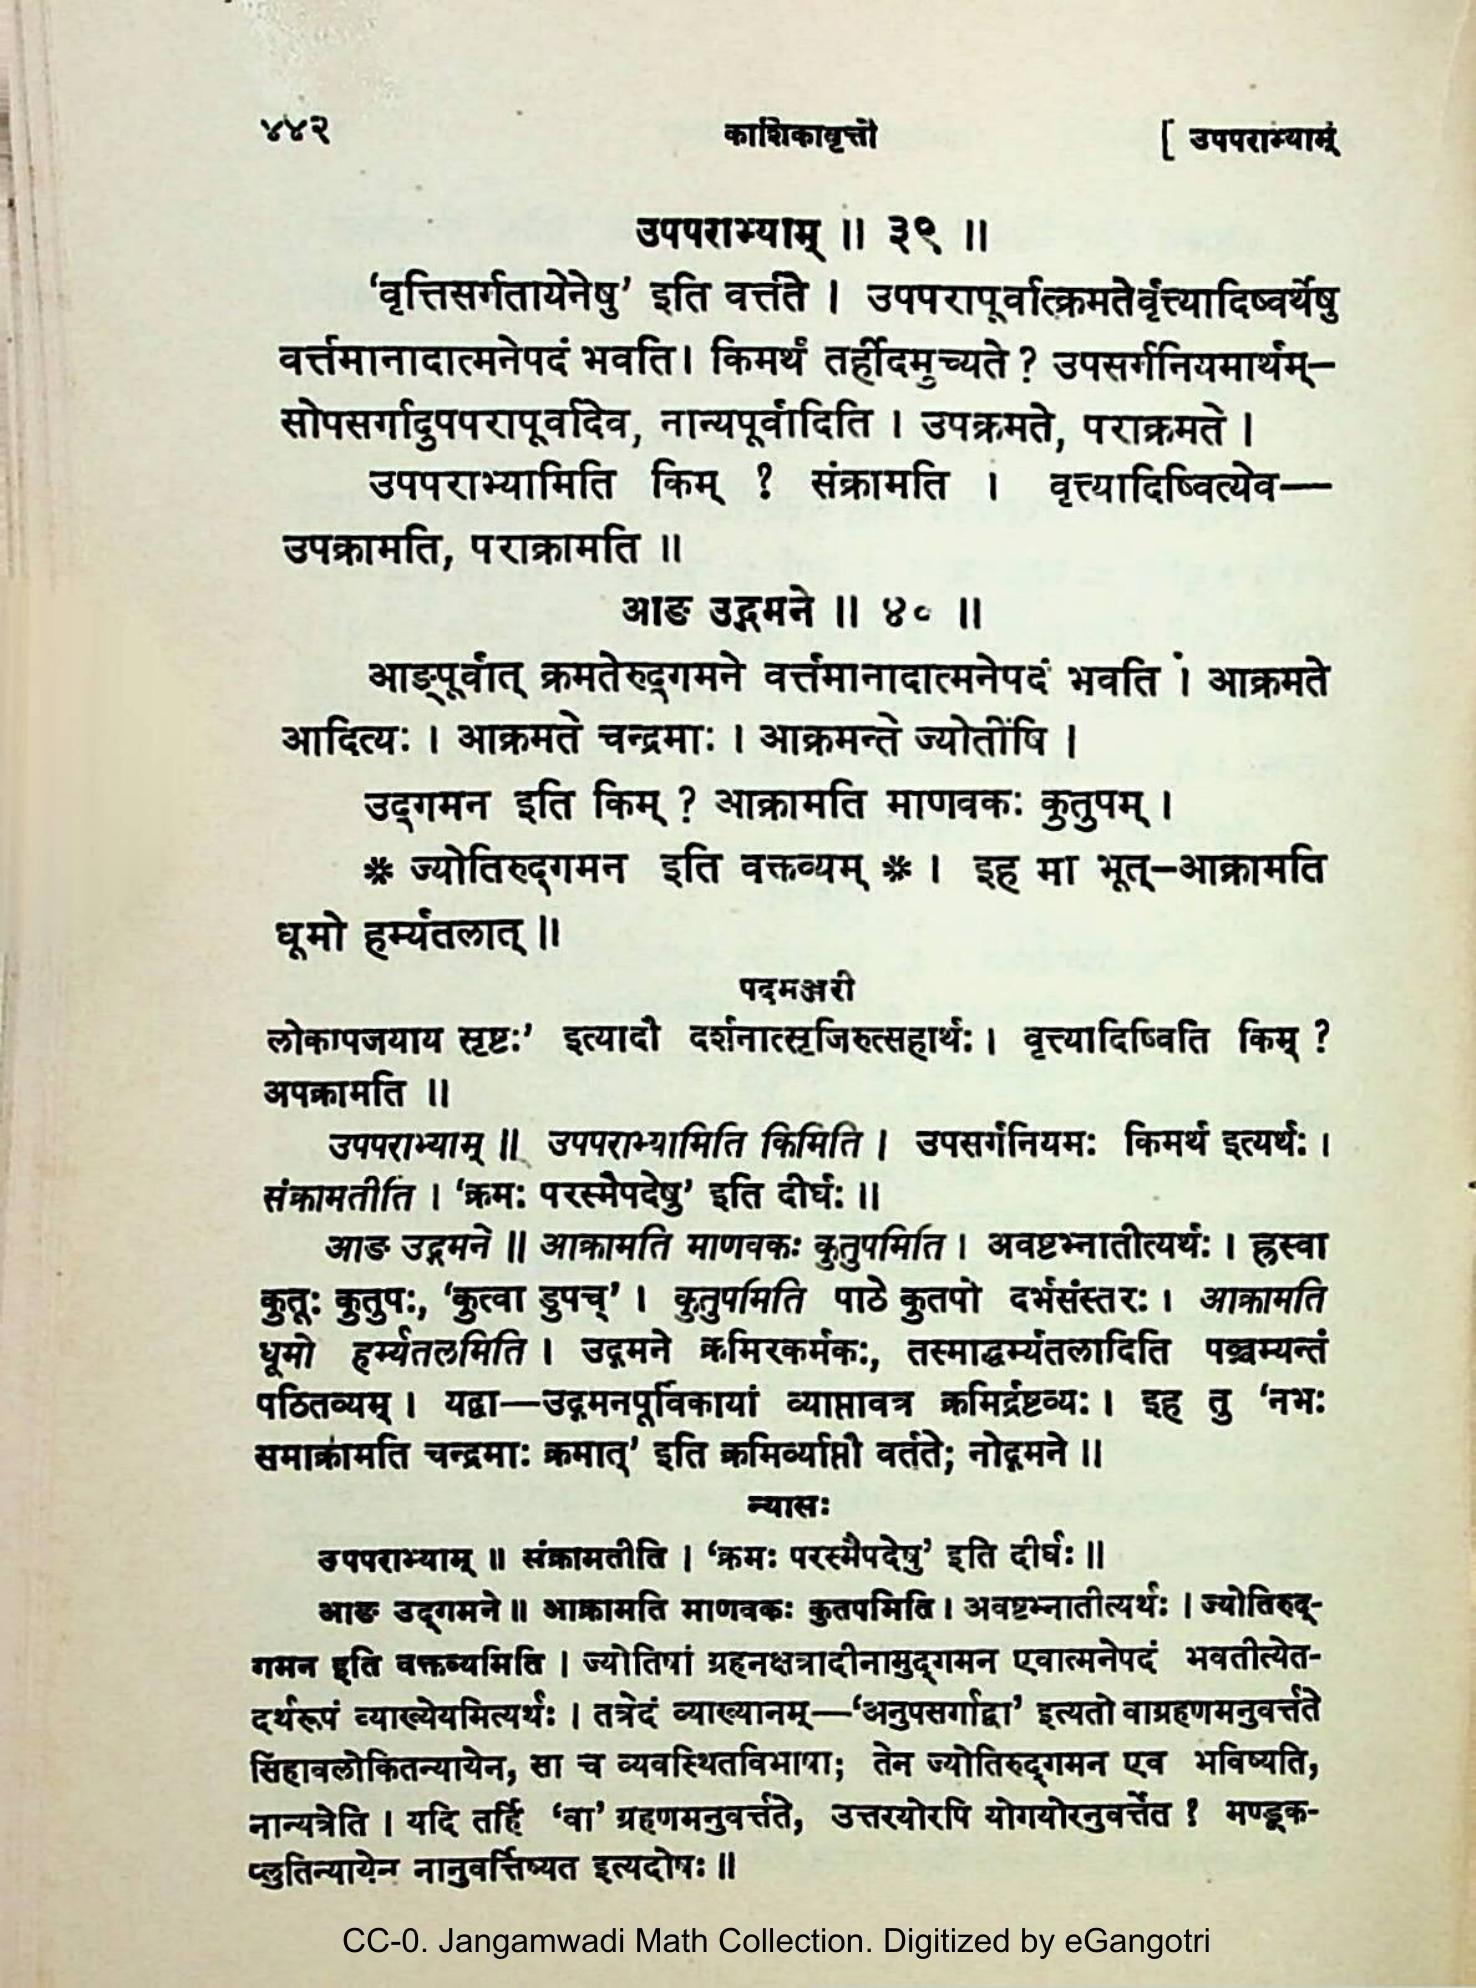 ४४२ काशिकावृत्तौ [ उपपराभ्याम्
उपपराभ्याम् ॥ ३९ ॥
‘वृत्तिसर्गतायेनेषु’ इति वर्त्तते । उपपरापूर्वात्क्रमतेर्वृत्त्यादिष्वर्थेषु
वर्त्तमानादात्मनेपदं भवति। किमर्थं तर्हीदमुच्यते ? उपसर्गनियमार्थम्–
सोपसर्गादुपपरापूर्वादेव, नान्यपूर्वादिति । उपक्रमते, पराक्रमते ।
उपपराभ्यामिति किम् ? संक्रामति । वृत्त्यादिष्वित्येव—
उपक्रामति, पराक्रामति ॥
आङ उद्गमने ॥ ४० ॥
आङ्पूर्वात् क्रमतेरुद्गमने वर्त्तमानादात्मनेपदं भवति । आक्रमते
आदित्यः । आक्रमते चन्द्रमाः । आक्रमन्ते ज्योतींषि ।
उद्गमन इति किम् ? आक्रामति माणवकः कुतुपम् ।
* ज्योतिरुद्गमन इति वक्तव्यम् * । इह मा भूत्–आक्रामति
धूमो हर्म्यतलात् ॥
पदमञ्जरी
लोकापजयाय सृष्टः’ इत्यादौ दर्शनात्सृजिरुत्सहार्थः । वृत्त्यादिष्विति किम् ?
अपक्रामति ॥
उपपराभ्याम् ॥ उपपराभ्यामिति किमिति । उपसर्गनियमः किमर्थ इत्यर्थः ।
संक्रामतीति । ‘क्रमः परस्मैपदेषु’ इति दीर्घः ॥
आङ उद्गमने ॥ आक्रामति माणवकः कुतुपमिति । अवष्टभ्नातीत्यर्थः । ह्रस्वा
कुतूः कुतुपः, ‘कुत्वा डुपच्’ । कुतुपमिति पाठे कुतपो दर्भसंस्तरः । आक्रामति
धूमो हर्म्यतलमिति । उद्गमने क्रमिरकर्मकः, तस्माद्धर्म्यतलादिति पञ्चम्यन्तं
पठितव्यम् । यद्वा—उद्गमनपूर्विकायां व्याप्तावत्र क्रमिर्द्रष्टव्यः । इह तु ‘नभः
समाक्रामति चन्द्रमाः क्रमात्’ इति क्रमिर्व्याप्तौ वर्तते; नोद्गमने ॥
न्यासः
उपपराभ्याम् ॥ संक्रामतीति । ‘क्रमः परस्मैपदेषु’ इति दीर्घः ॥
आङ उद्गमने ॥ आक्रामति माणवकः कुतपमिति । अवष्टभ्नातीत्यर्थः । ज्योतिरुद्-
गमन इति वक्तव्यमिति । ज्योतिषां ग्रहनक्षत्रादीनामुद्गमन एवात्मनेपदं भवतीत्येत-
दर्थरूपं व्याख्येयमित्यर्थः । तत्रेदं व्याख्यानम्—‘अनुपसर्गाद्वा’ इत्यतो वाग्रहणमनुवर्त्तते
सिंहावलोकितन्यायेन, सा च व्यवस्थितविभाषा; तेन ज्योतिरुद्गमन एव भविष्यति,
नान्यत्रेति । यदि तर्हि ‘वा’ ग्रहणमनुवर्त्तते, उत्तरयोरपि योगयोरनुवर्त्तेत ? मण्डूक-
प्लुतिन्यायेन नानुवर्त्तिष्यत इत्यदोषः ॥
CC-0. Jangamwadi Math Collection. Digitized by eGangotri